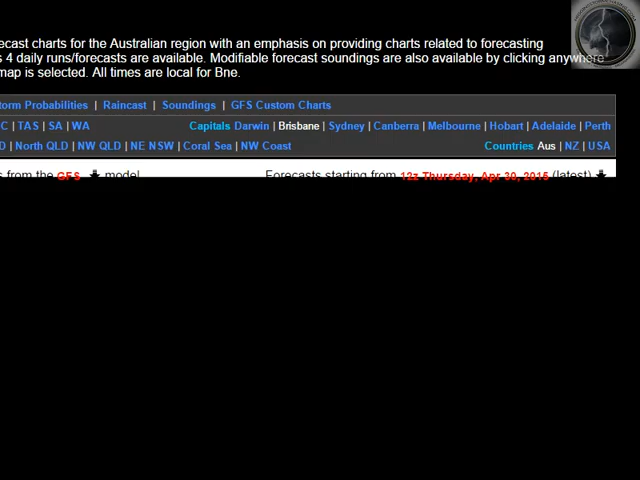 ecast charts for the Australian region with an emphasis on providing charts related to forecasting
s 4 daily runs/forecasts are available. Modifiable forecast soundings are also available by clicking anywhere
map is selected. All times are local for Bne.
torm Probabilities | Raincast | Soundings | GFS Custom Charts
C | TAS | SA | WA Capitals Darwin | Brisbane | Sydney | Canberra | Melbourne | Hobart | Adelaide | Perth
D | North QLD | NW QLD | NE NSW | Coral Sea | NW Coast Countries Aus | NZ | USA
s from the GFS model Forecasts starting from 12z Thursday, Apr 30, 2015 (latest)